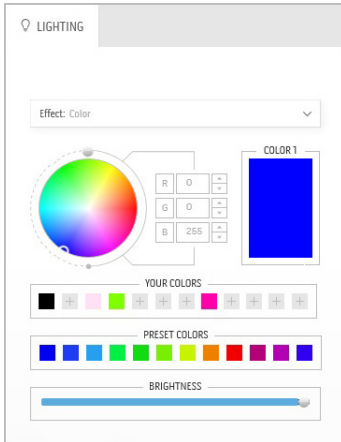 LIGHTING
Effect: Color
COLOR 1
R 0
G 0
B 255
YOUR COLORS
PRESET COLORS
BRIGHTNESS